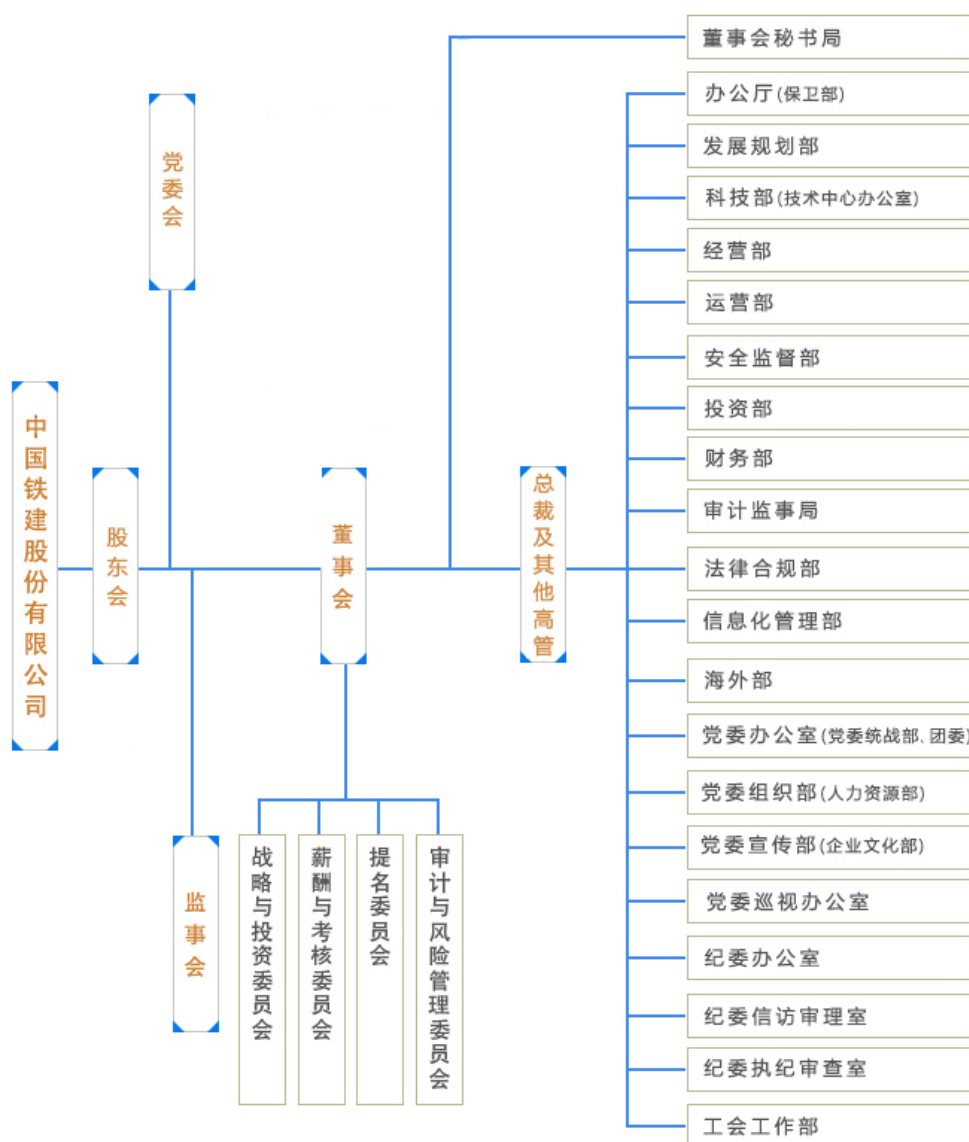 中国铁建股份有限公司
股东会
党委会
监事会
董事会
战略与投资委员会
薪酬与考核委员会
提名委员会
审计与风险管理委员会
总裁及其他高管
董事会秘书局
办公厅(保卫部)
发展规划部
科技部(技术中心办公室)
经营部
运营部
安全监督部
投资部
财务部
审计监事局
法律合规部
信息化管理部
海外部
党委办公室(党委统战部、团委)
党委组织部(人力资源部)
党委宣传部(企业文化部)
党委巡视办公室
纪委办公室
纪委信访审理室
纪委执纪审查室
工会工作部